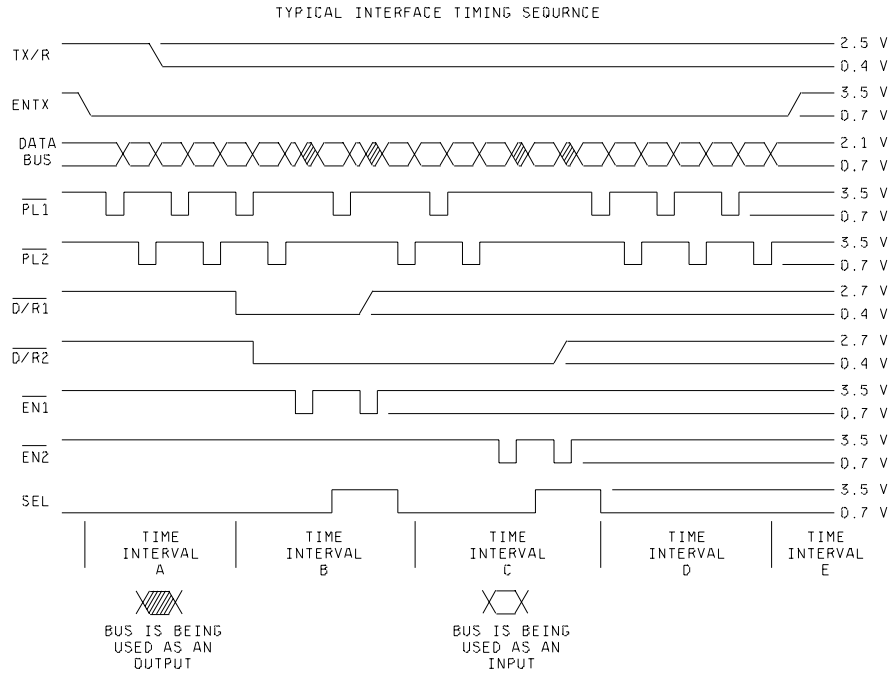 TYPICAL INTERFACE TIMING SEQURNCE
TX/R
2.5 V
0.4 V
ENTX
3.5 V
0.7 V
DATA BUS
2.1 V
0.7 V
PL1
3.5 V
0.7 V
PL2
3.5 V
0.7 V
D/R1
2.7 V
0.4 V
D/R2
2.7 V
0.4 V
EN1
3.5 V
0.7 V
EN2
3.5 V
0.7 V
SEL
3.5 V
0.7 V
TIME INTERVAL A
TIME INTERVAL B
TIME INTERVAL C
TIME INTERVAL D
TIME INTERVAL E
BUS IS BEING
USED AS AN
OUTPUT
BUS IS BEING
USED AS AN
INPUT